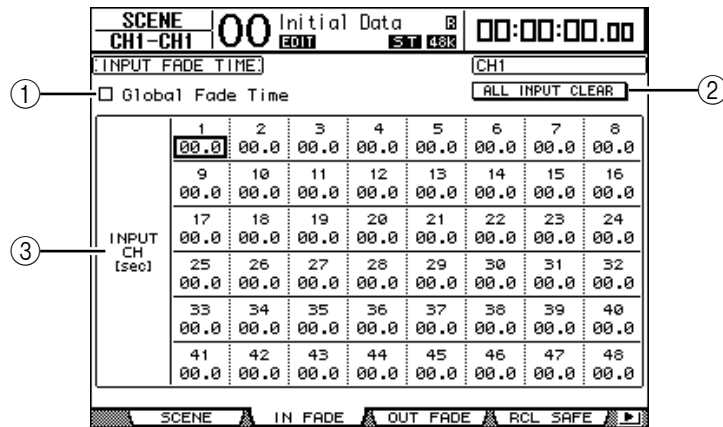 SCENE
CH1-CH1
00 Initial Data R
EDIT ST 48K
00:00:00.00
INPUT FADE TIME
CH1
1
Global Fade Time
ALL INPUT CLEAR
2
1 2 3 4 5 6 7 8
00.0 00.0 00.0 00.0 00.0 00.0 00.0 00.0
9 10 11 12 13 14 15 16
00.0 00.0 00.0 00.0 00.0 00.0 00.0 00.0
17 18 19 20 21 22 23 24
00.0 00.0 00.0 00.0 00.0 00.0 00.0 00.0
3
INPUT
CH
[sec]
25 26 27 28 29 30 31 32
00.0 00.0 00.0 00.0 00.0 00.0 00.0 00.0
33 34 35 36 37 38 39 40
00.0 00.0 00.0 00.0 00.0 00.0 00.0 00.0
41 42 43 44 45 46 47 48
00.0 00.0 00.0 00.0 00.0 00.0 00.0 00.0
SCENE IN FADE OUT FADE RCL SAFE